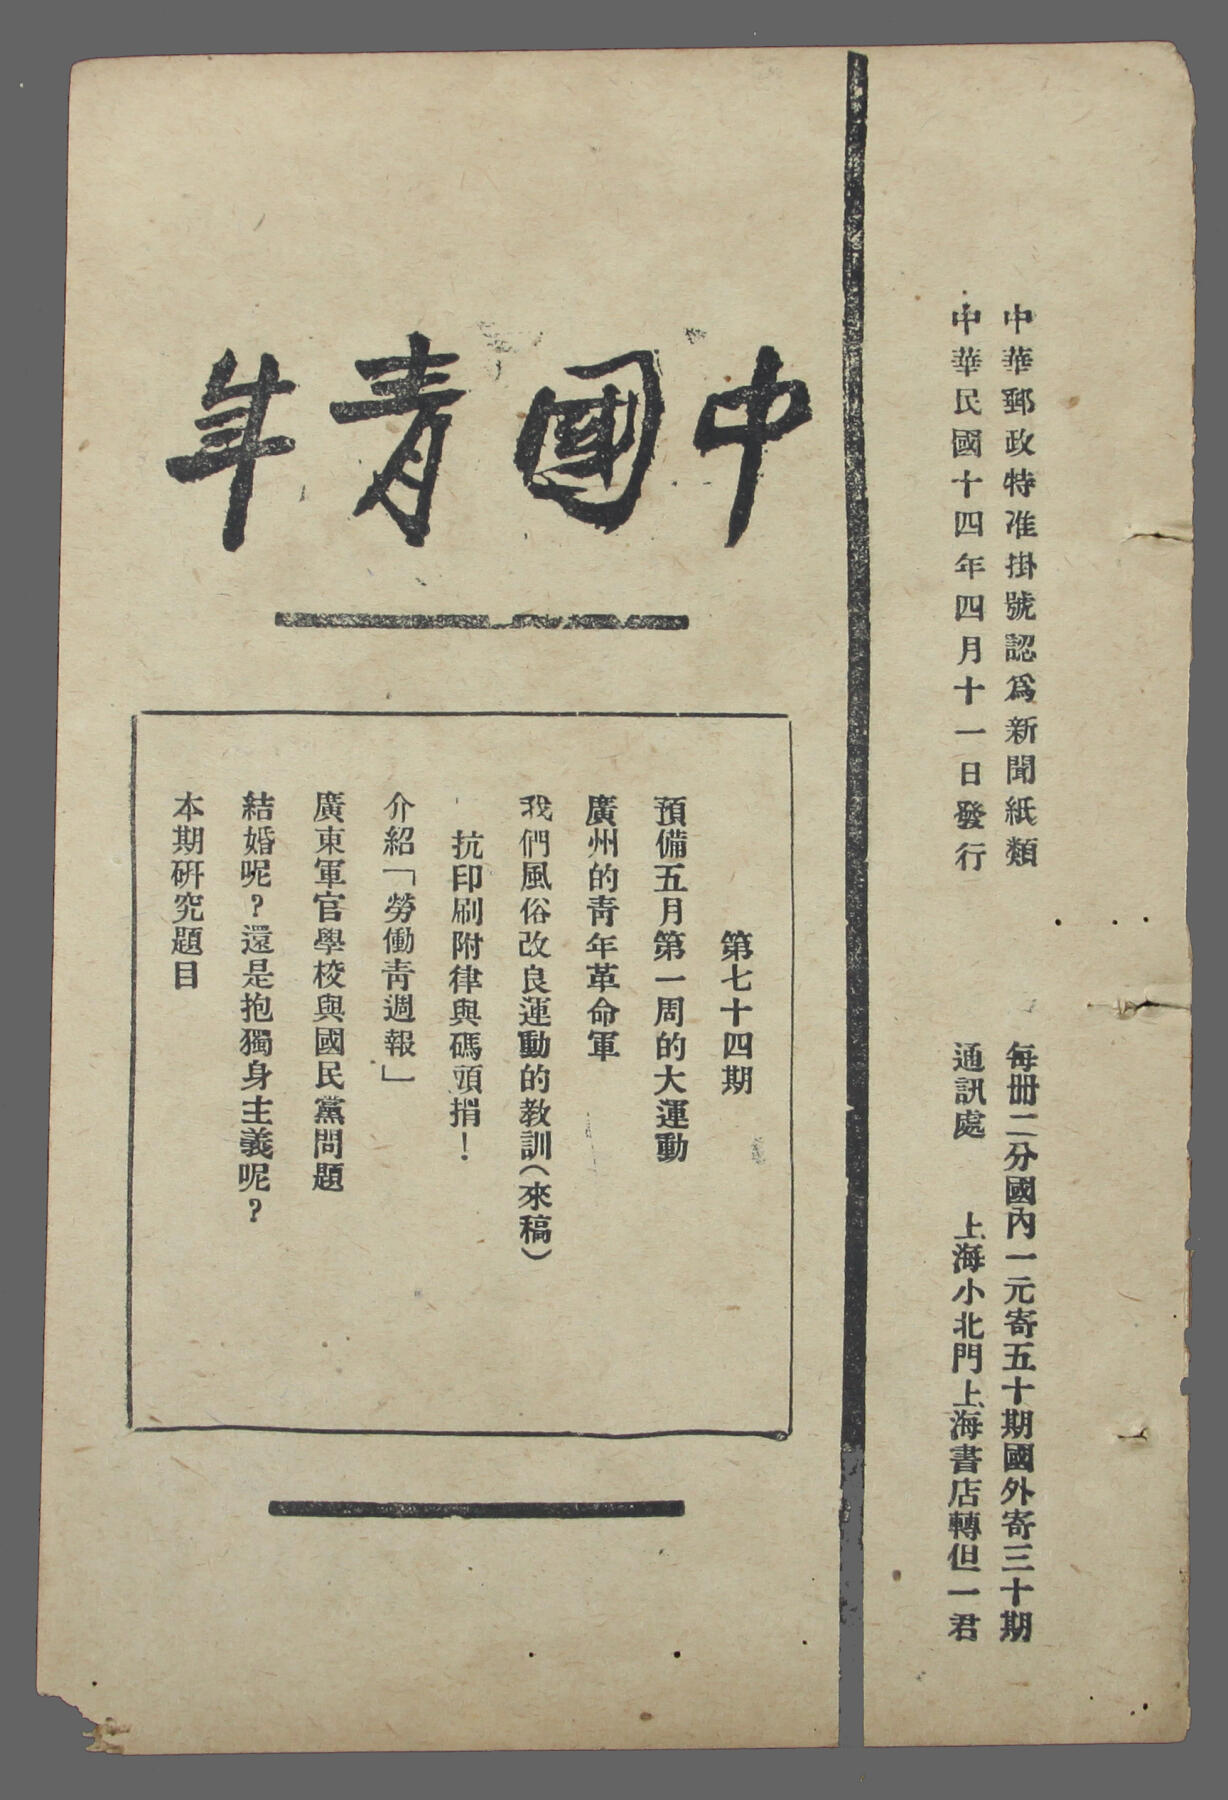 中華郵政特准掛號認爲新聞紙類
中華民國十四年四月十一日發行
每冊二分國內一元寄五十期國外寄三十期
通訊處　上海小北門上海書店轉但一君
中國青年
第七十四期
預備五月第一周的大運動
廣州的靑年革命軍
我們風俗改良運動的教訓（來稿）
抗印刷附律與碼頭捐！
介紹「勞働靑週報」
廣東軍官學校與國民黨問題
結婚呢？還是抱獨身主義呢？
本期硏究題目